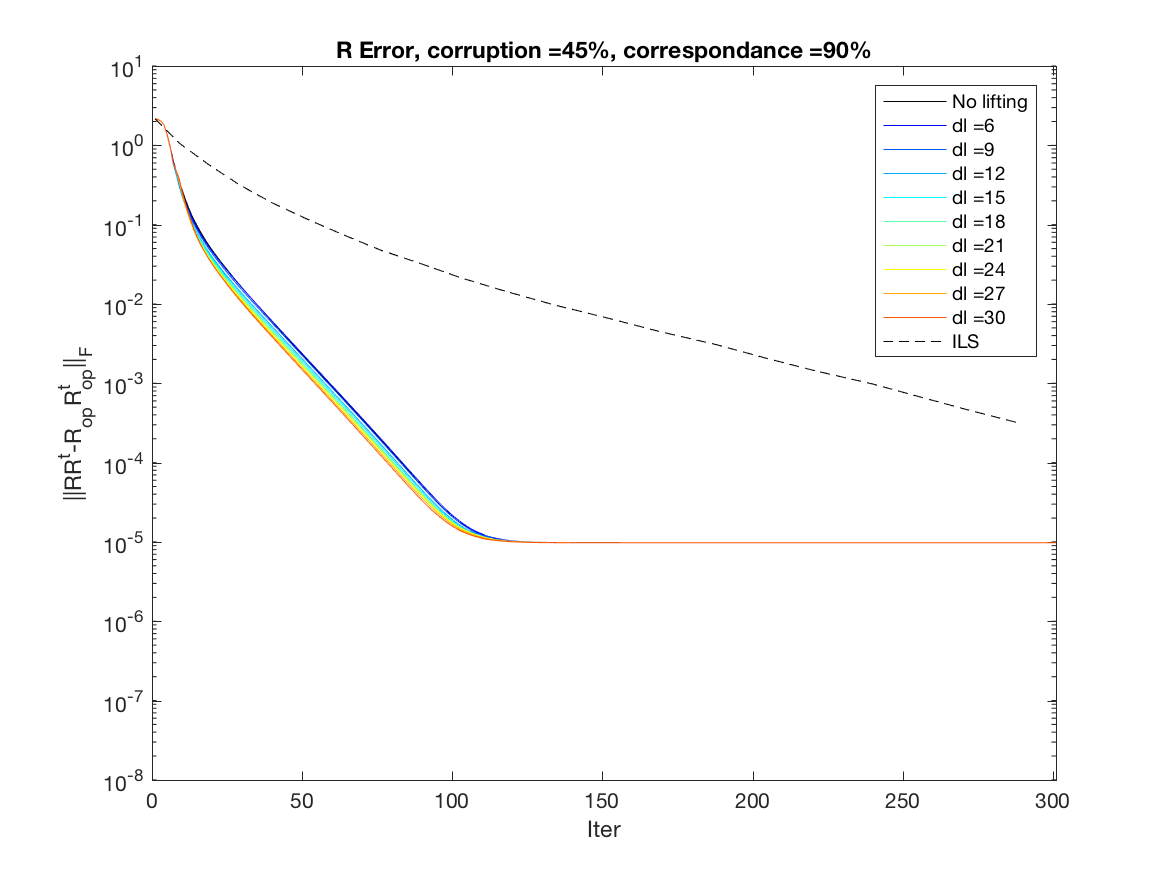 R Error, corruption =45%, correspondance =90%
10^1
10^0
10^-1
10^-2
10^-3
10^-4
10^-5
10^-6
10^-7
10^-8
||RR^t-R_op R_op^t||_F
0 50 100 150 200 250 300
Iter
No lifting
dl =6
dl =9
dl =12
dl =15
dl =18
dl =21
dl =24
dl =27
dl =30
ILS